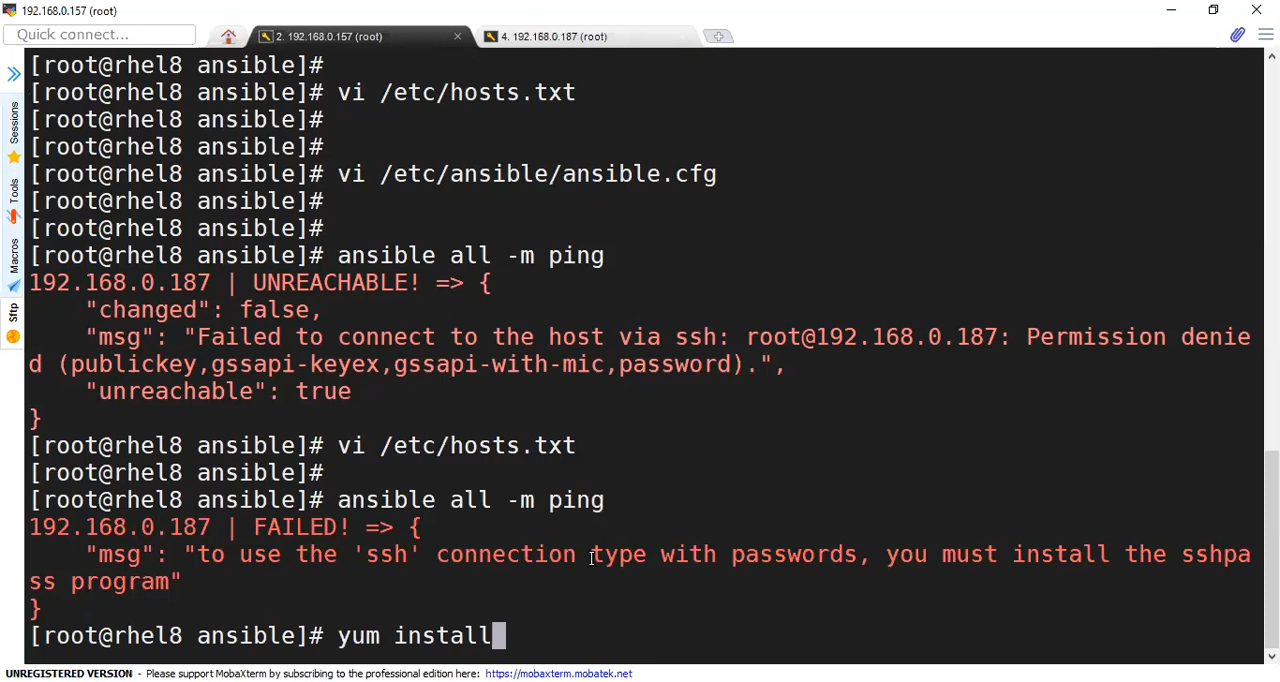 192.168.0.157 (root)
Quick connect...
2. 192.168.0.157 (root)
4. 192.168.0.187 (root)
Sessions
Tools
Macros
Sftp
[root@rhel8 ansible]#
[root@rhel8 ansible]# vi /etc/hosts.txt
[root@rhel8 ansible]#
[root@rhel8 ansible]#
[root@rhel8 ansible]# vi /etc/ansible/ansible.cfg
[root@rhel8 ansible]#
[root@rhel8 ansible]#
[root@rhel8 ansible]# ansible all -m ping
192.168.0.187 | UNREACHABLE! => {
    "changed": false,
    "msg": "Failed to connect to the host via ssh: root@192.168.0.187: Permission denie
d (publickey,gssapi-keyex,gssapi-with-mic,password).",
    "unreachable": true
}
[root@rhel8 ansible]# vi /etc/hosts.txt
[root@rhel8 ansible]#
[root@rhel8 ansible]# ansible all -m ping
192.168.0.187 | FAILED! => {
    "msg": "to use the 'ssh' connection type with passwords, you must install the sshpa
ss program"
}
[root@rhel8 ansible]# yum install
UNREGISTERED VERSION - Please support MobaXterm by subscribing to the professional edition here: https://mobaxterm.mobatek.net